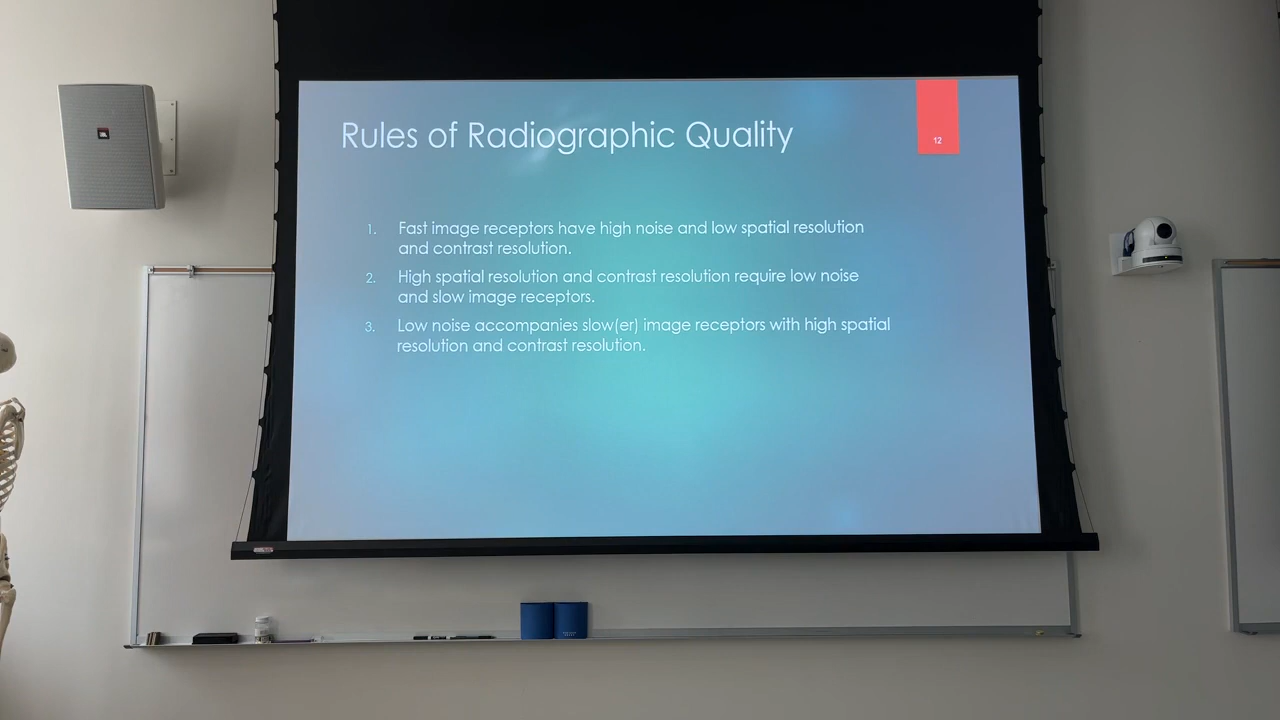 Rules of Radiographic Quality
12
1. Fast image receptors have high noise and low spatial resolution
and contrast resolution.
2. High spatial resolution and contrast resolution require low noise
and slow image receptors.
3. Low noise accompanies slow(er) image receptors with high spatial
resolution and contrast resolution.